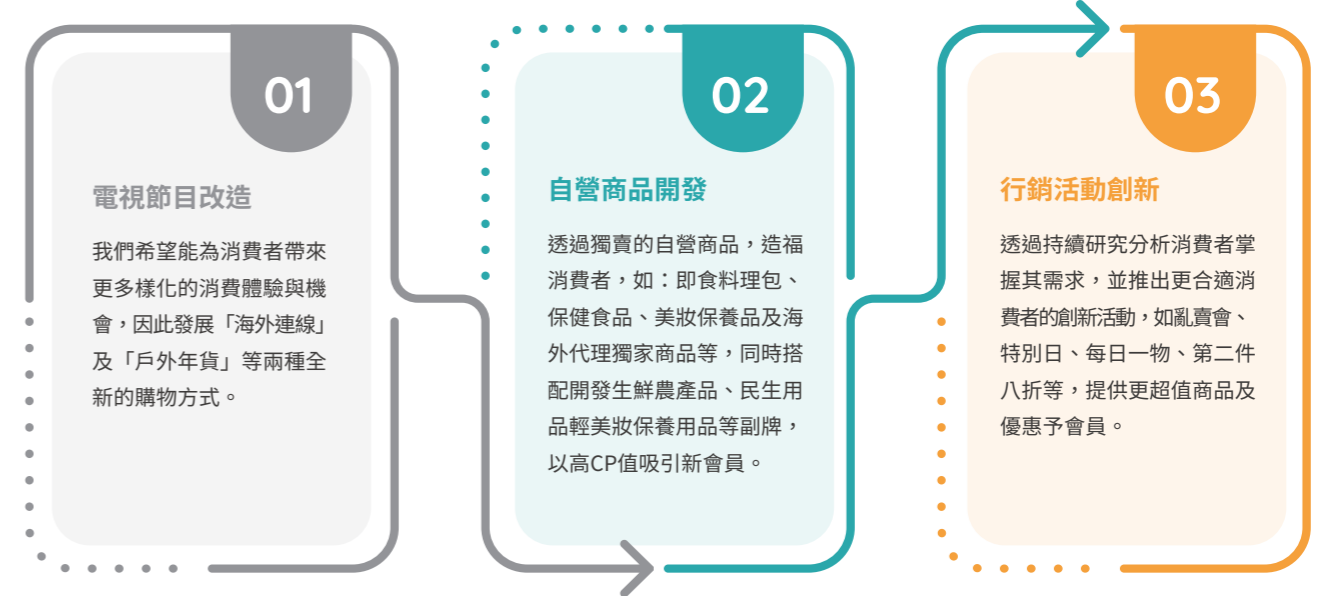 01
電視節目改造
我們希望能為消費者帶來
更多樣化的消費體驗與機
會，因此發展「海外連線」
及「戶外年貨」等兩種全
新的購物方式。
02
自營商品開發
透過獨賣的自營商品，造福
消費者，如：即食料理包、
保健食品、美妝保養品及海
外代理獨家商品等，同時搭
配開發生鮮農產品、民生用
品輕美妝保養用品等副牌，
以高CP值吸引新會員。
03
行銷活動創新
透過持續研究分析消費者掌
握其需求，並推出更合適消
費者的創新活動，如亂賣會、
特別日、每日一物、第二件
八折等，提供更超值商品及
優惠予會員。